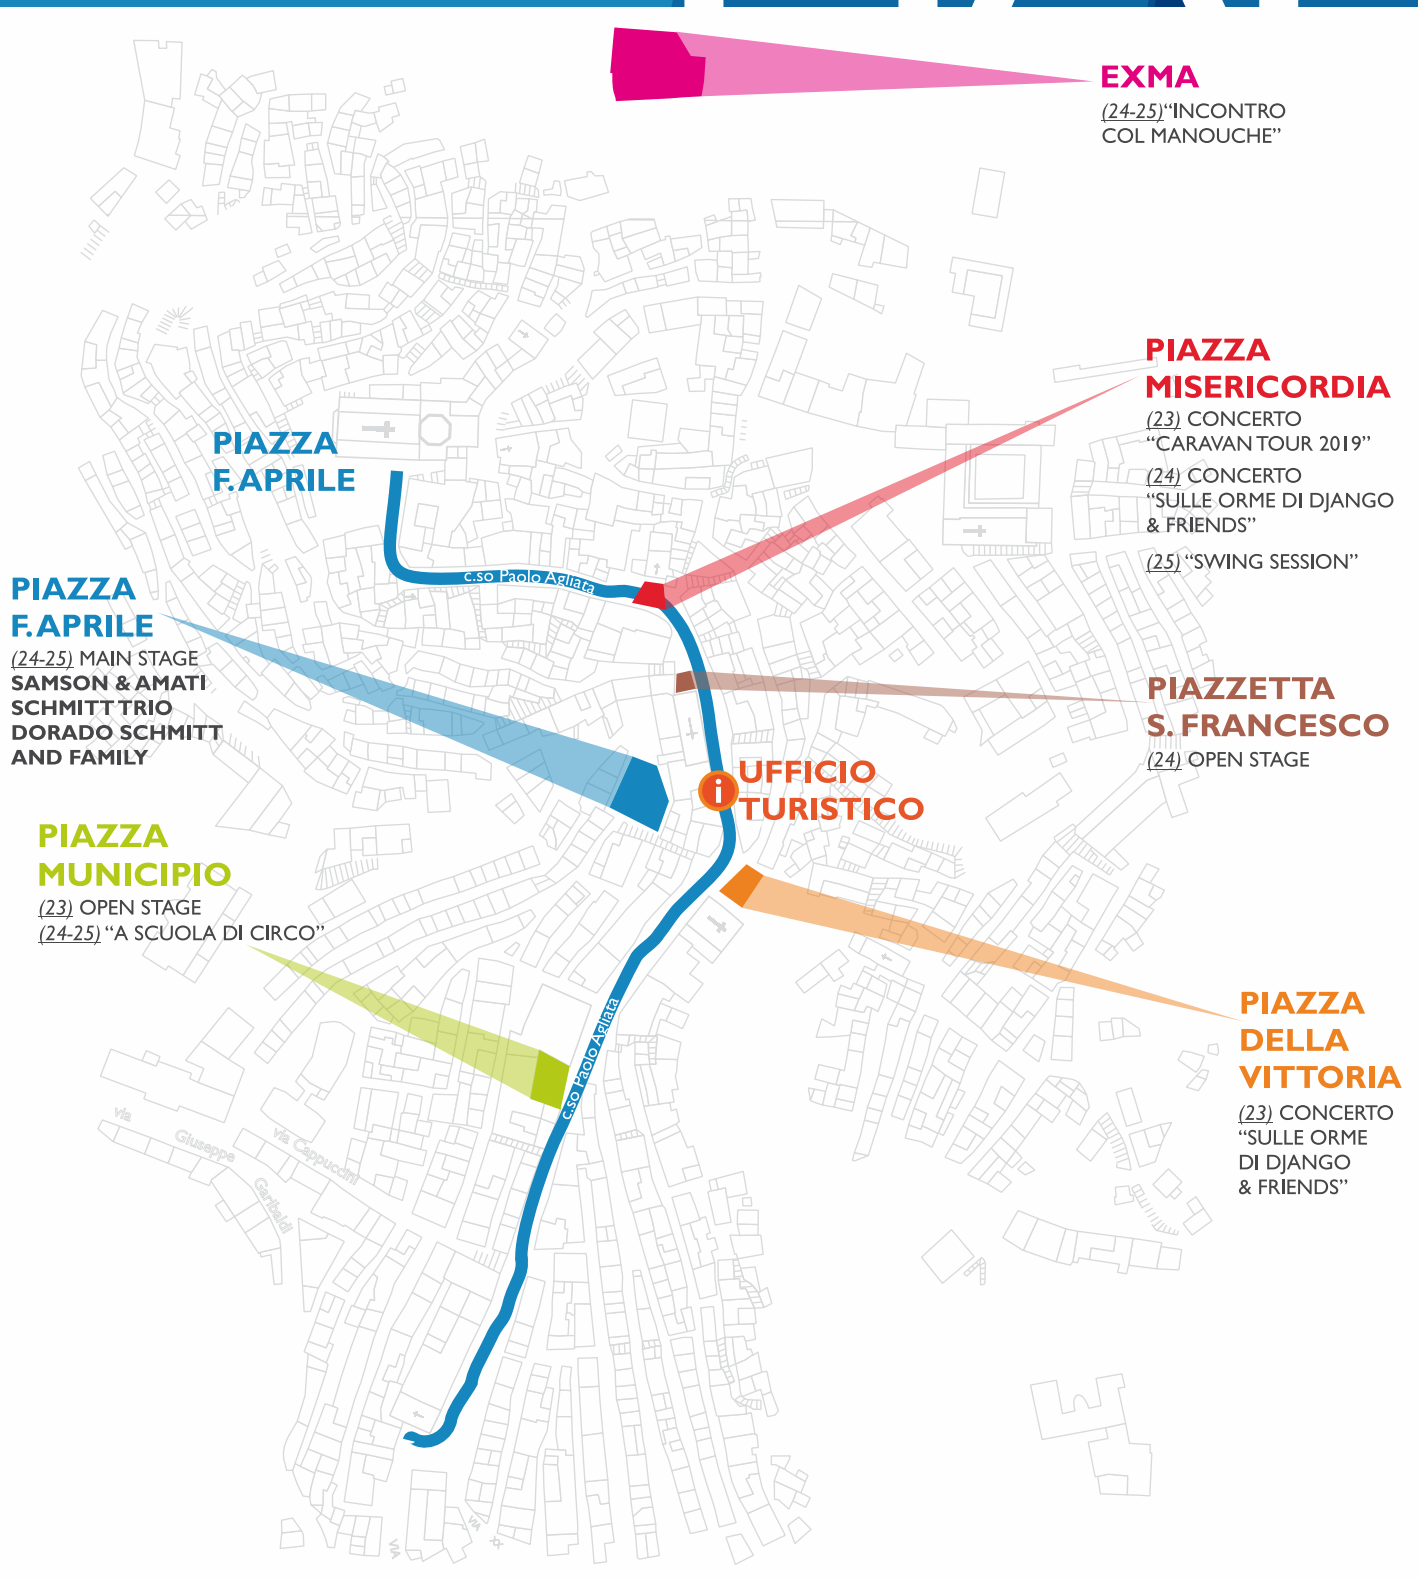 EXMA
(24-25)“INCONTRO
COL MANOUCHE”
PIAZZA
MISERICORDIA
(23) CONCERTO
“CARAVAN TOUR 2019”
(24) CONCERTO
“SULLE ORME DI DJANGO
& FRIENDS”
(25) “SWING SESSION”
PIAZZA
F. APRILE
c.so Paolo Agliata
PIAZZA
F. APRILE
(24-25) MAIN STAGE
SAMSON & AMATI
SCHMITT TRIO
DORADO SCHMITT
AND FAMILY
PIAZZETTA
S. FRANCESCO
(24) OPEN STAGE
UFFICIO
TURISTICO
i
PIAZZA
MUNICIPIO
(23) OPEN STAGE
(24-25) “A SCUOLA DI CIRCO”
PIAZZA
DELLA
VITTORIA
(23) CONCERTO
“SULLE ORME
DI DJANGO
& FRIENDS”
c.so Paolo Agliata
via
Giuseppe
Garibaldi
via Cappuccini
VIA
VIA XX